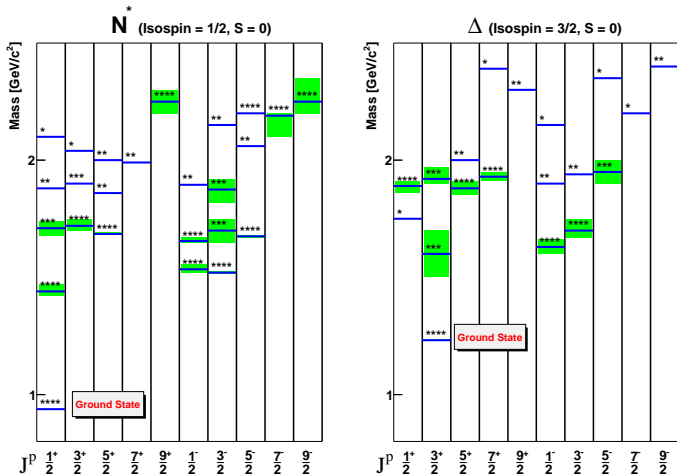 N* (Isospin = 1/2, S = 0)
Mass [GeV/c²]
2
1
****
****
**** ****
**
*
**
*
** **
** *** ** ** ***
*** **** **** **** *** ****
**** **** ****
****
Ground State
Jᴾ 1⁺/2 3⁺/2 5⁺/2 7⁺/2 9⁺/2 1⁻/2 3⁻/2 5⁻/2 7⁻/2 9⁻/2
Δ (Isospin = 3/2, S = 0)
Mass [GeV/c²]
2
1
* **
* **
* *
** ** ****
**** *** **** ** ***
* ****
*** ****
****
Ground State
Jᴾ 1⁺/2 3⁺/2 5⁺/2 7⁺/2 9⁺/2 1⁻/2 3⁻/2 5⁻/2 7⁻/2 9⁻/2